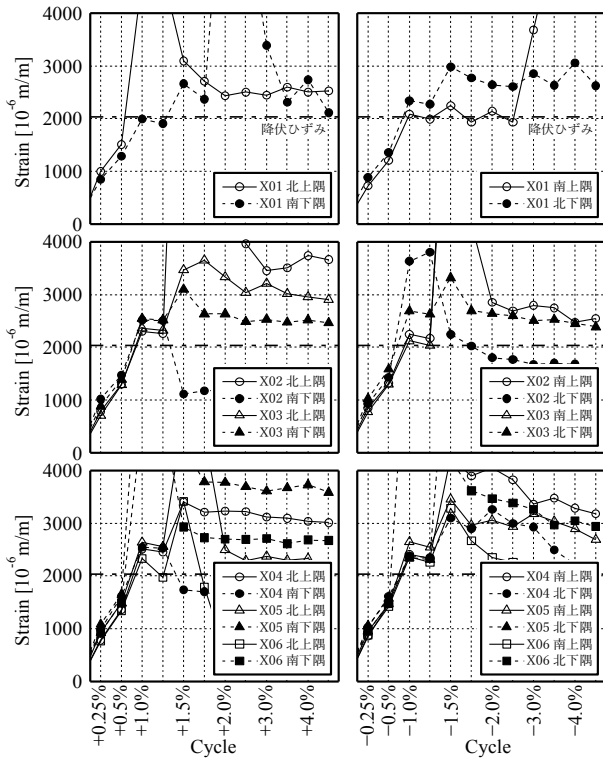 4000
3000
2000
1000
0
Strain [10⁻⁶ m/m]
降伏ひずみ
X01 北上隅
X01 南下隅
降伏ひずみ
X01 南上隅
X01 北下隅
4000
3000
2000
1000
0
Strain [10⁻⁶ m/m]
X02 北上隅
X02 南下隅
X03 北上隅
X03 南下隅
X02 南上隅
X02 北下隅
X03 南上隅
X03 北下隅
4000
3000
2000
1000
0
Strain [10⁻⁶ m/m]
X04 北上隅
X04 南下隅
X05 北上隅
X05 南下隅
X06 北上隅
X06 南下隅
X04 南上隅
X04 北下隅
X05 南上隅
X05 北下隅
X06 南上隅
X06 北下隅
+0.25%
+0.5%
+1.0%
+1.5%
+2.0%
+3.0%
+4.0%
Cycle
−0.25%
−0.5%
−1.0%
−1.5%
−2.0%
−3.0%
−4.0%
Cycle